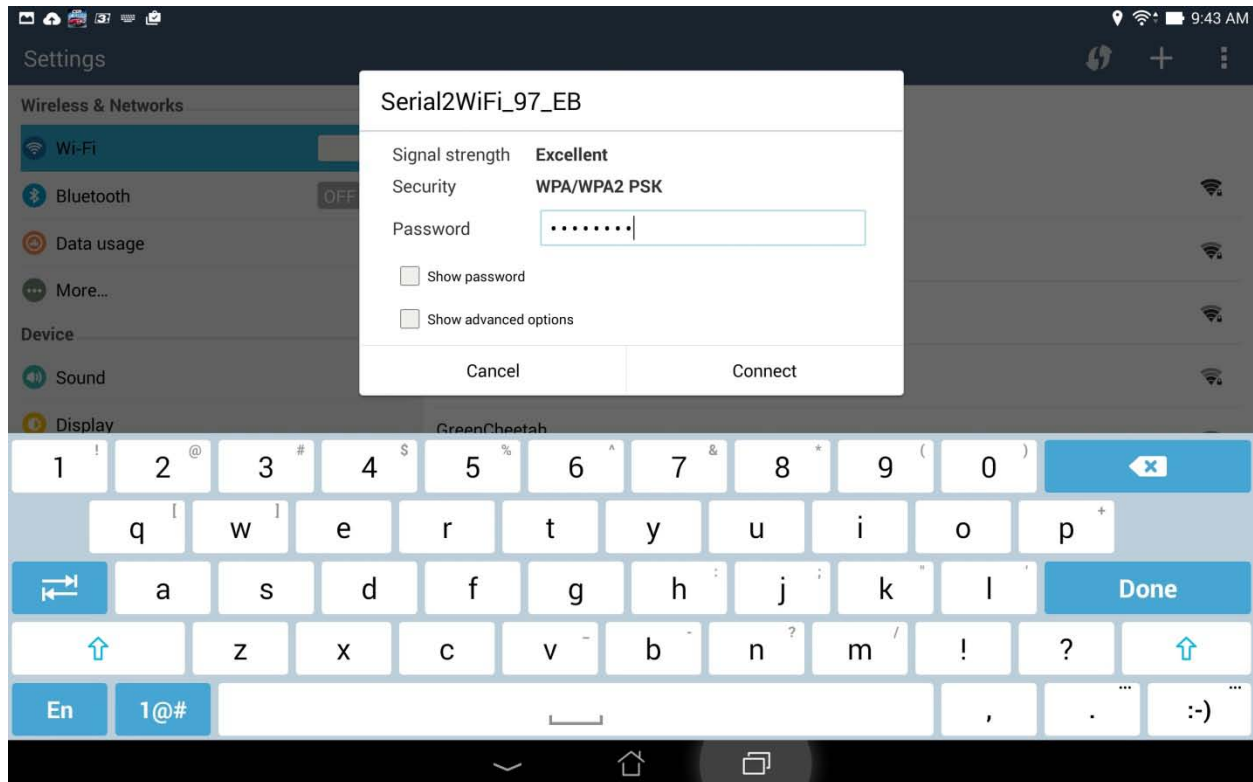 9:43 AM
Settings
Wireless & Networks
Wi-Fi
Bluetooth OFF
Data usage
More...
Device
Sound
Display
Serial2WiFi_97_EB
Signal strength Excellent
Security WPA/WPA2 PSK
Password ••••••••
Show password
Show advanced options
Cancel Connect
GreenCheetah
1 ! 2 @ 3 # 4 $ 5 % 6 ^ 7 & 8 * 9 ( 0 )
q [ w ] e r t y u i o p +
a s d f g h : j ; k " l ' Done
z x c v _ b - n ? m / ! ?
En 1@# , . ... :-) ...